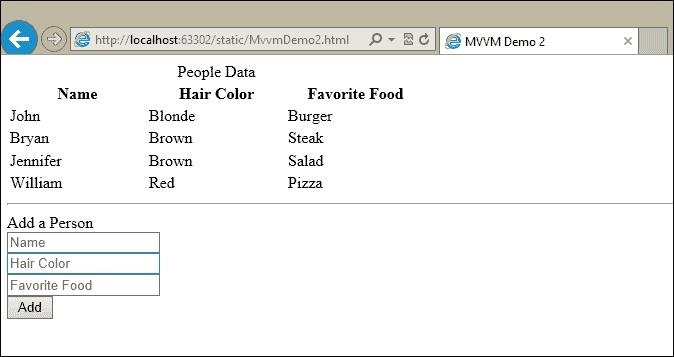 http://localhost:63302/static/MvvmDemo2.html MVVM Demo 2
People Data
Name Hair Color Favorite Food
John Blonde Burger
Bryan Brown Steak
Jennifer Brown Salad
William Red Pizza
Add a Person
Name
Hair Color
Favorite Food
Add